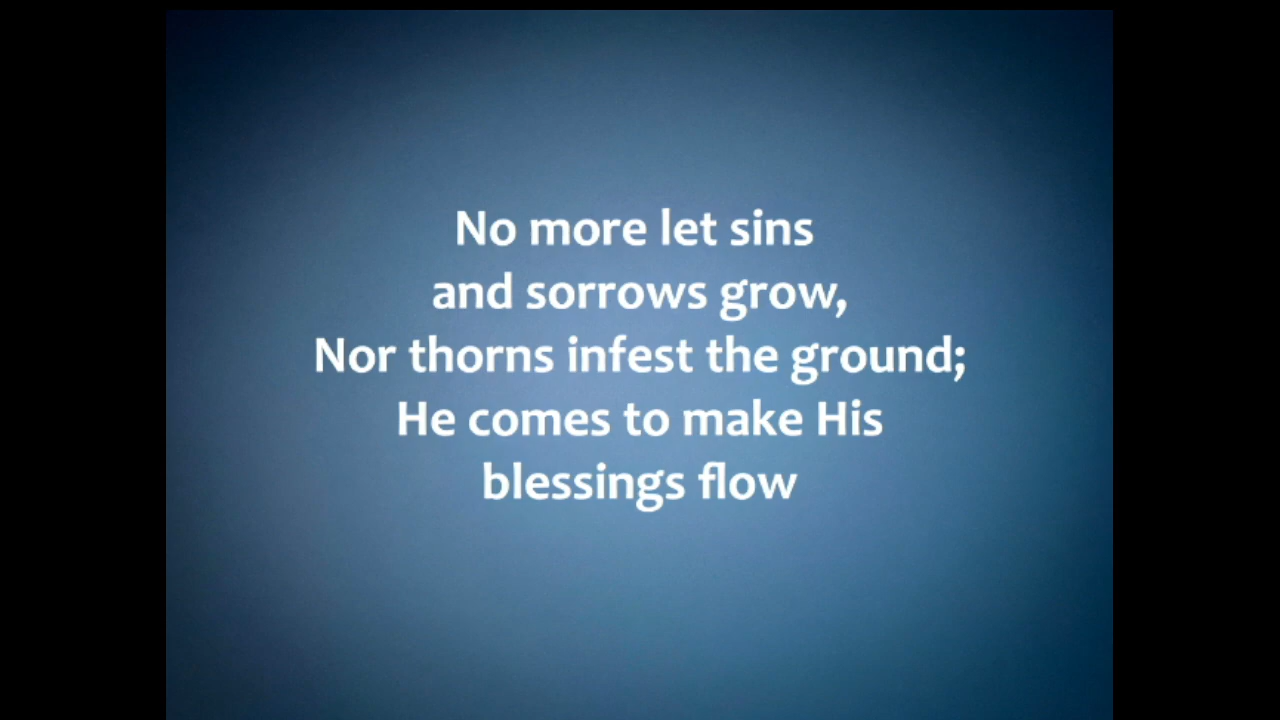 No more let sins
and sorrows grow,
Nor thorns infest the ground;
He comes to make His
blessings flow